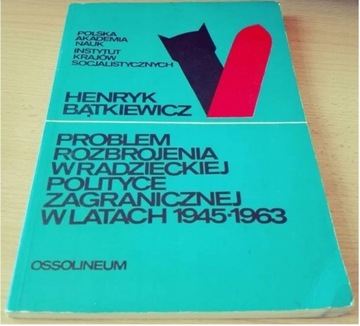 POLSKA
AKADEMIA
NAUK
INSTYTUT
KRAJÓW
SOCJALISTYCZNYCH
HENRYK
BĄTKIEWICZ
PROBLEM
ROZBROJENIA
W RADZIECKIEJ
POLITYCE
ZAGRANICZNEJ
W LATACH 1945-1963
OSSOLINEUM